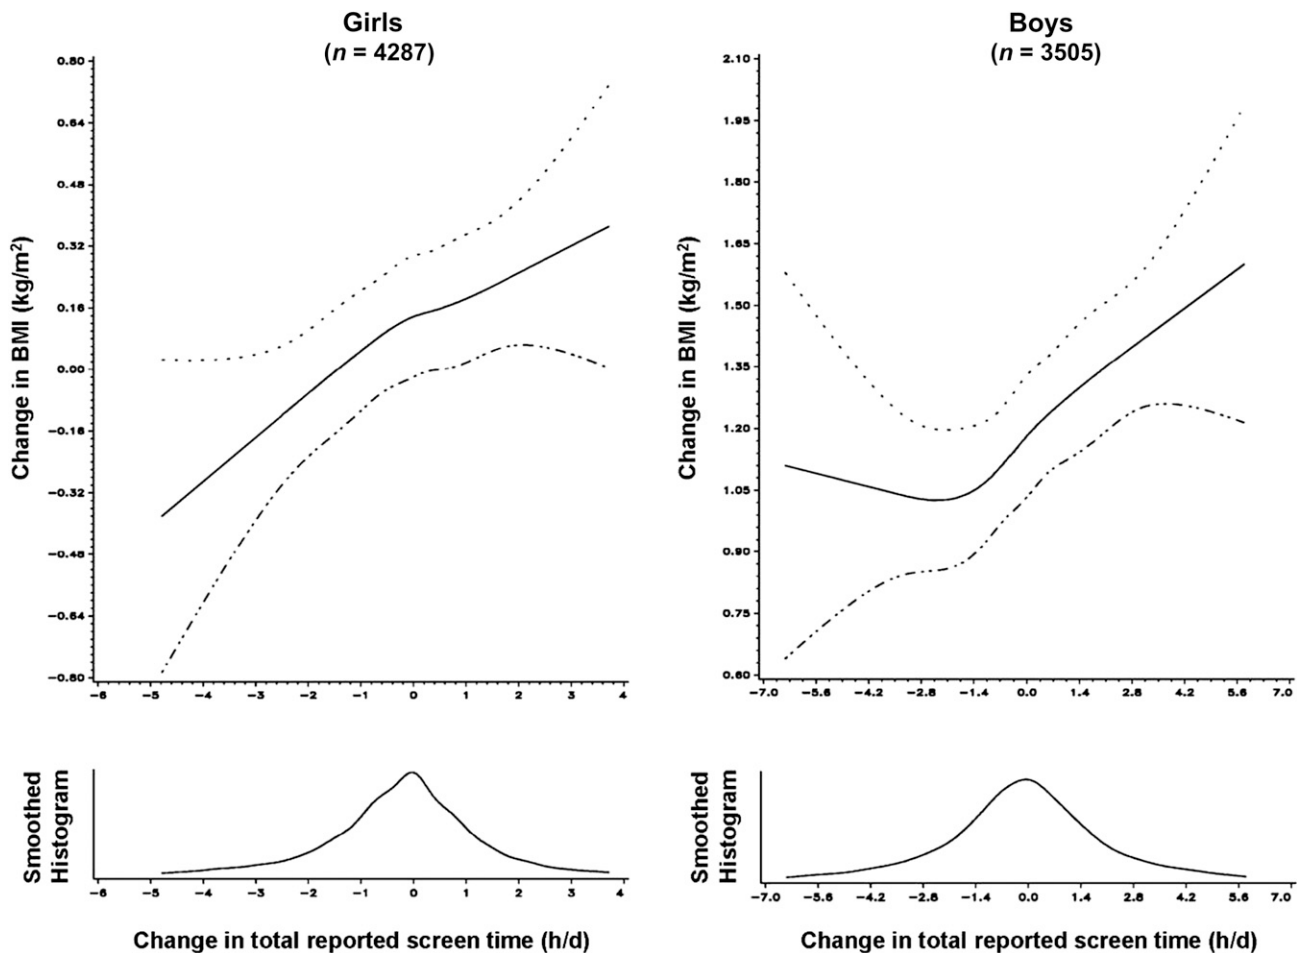 Girls
(n = 4287)
Boys
(n = 3505)
Change in BMI (kg/m²)
0.80
0.64
0.48
0.32
0.16
0.00
−0.16
−0.32
−0.48
−0.64
−0.80
−6 −5 −4 −3 −2 −1 0 1 2 3 4
Change in BMI (kg/m²)
2.10
1.95
1.80
1.65
1.50
1.35
1.20
1.05
0.90
0.75
0.60
−7.0 −5.6 −4.2 −2.8 −1.4 0.0 1.4 2.8 4.2 5.6 7.0
Smoothed
Histogram
−6 −5 −4 −3 −2 −1 0 1 2 3 4
Change in total reported screen time (h/d)
Smoothed
Histogram
−7.0 −5.6 −4.2 −2.8 −1.4 0.0 1.4 2.8 4.2 5.6 7.0
Change in total reported screen time (h/d)